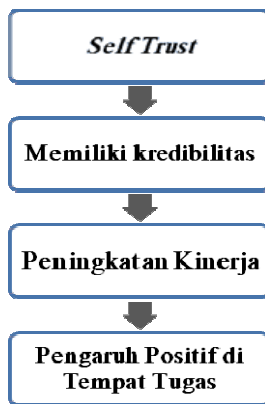 Self Trust
Memiliki kredibilitas
Peningkatan Kinerja
Pengaruh Positif di
Tempat Tugas